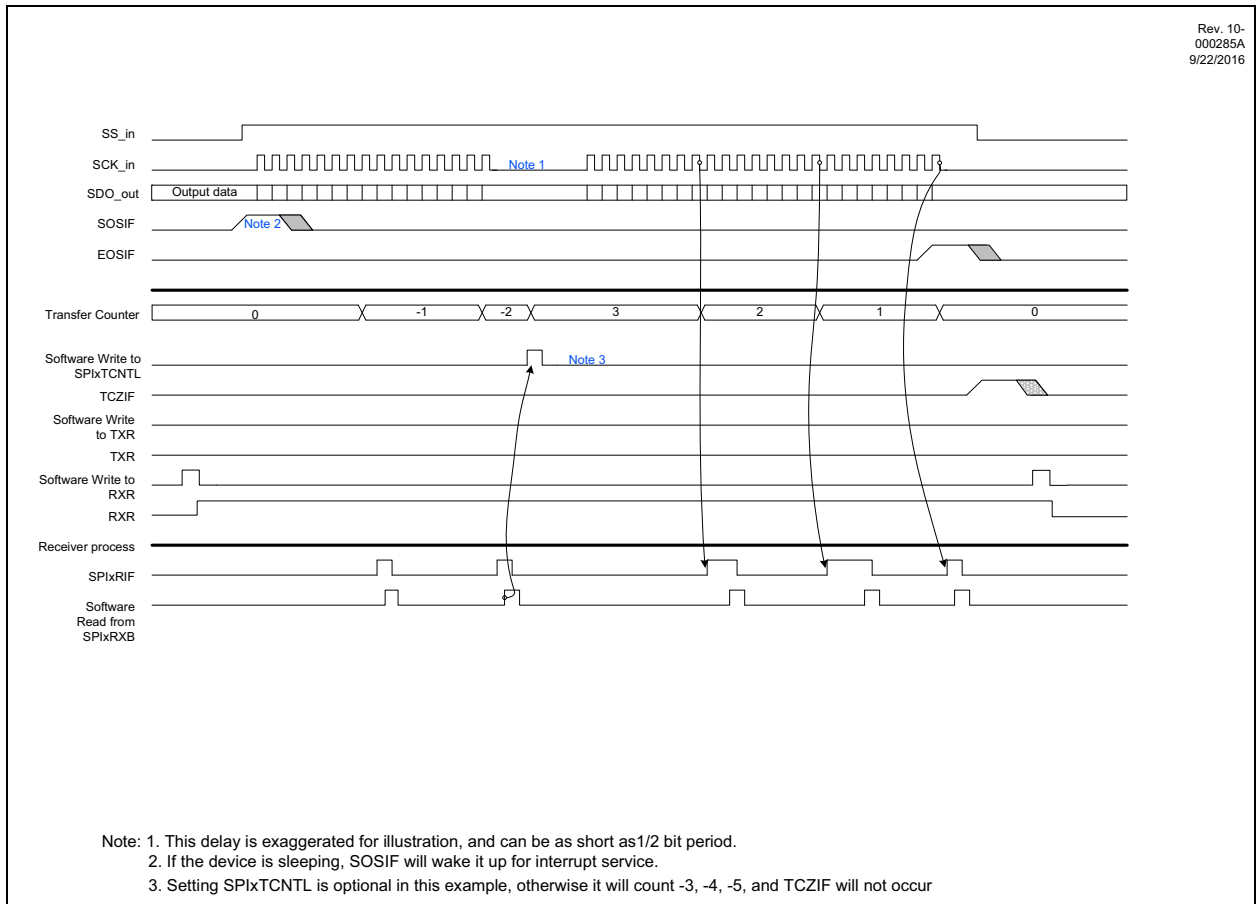 Rev. 10-
000285A
9/22/2016
SS_in
SCK_in
Note 1
SDO_out
Output data
SOSIF
Note 2
EOSIF
Transfer Counter
0
-1
-2
3
2
1
0
Software Write to
SPIxTCNTL
Note 3
TCZIF
Software Write
to TXR
TXR
Software Write to
RXR
RXR
Receiver process
SPIxRIF
Software
Read from
SPIxRXB
Note: 1. This delay is exaggerated for illustration, and can be as short as1/2 bit period.
2. If the device is sleeping, SOSIF will wake it up for interrupt service.
3. Setting SPIxTCNTL is optional in this example, otherwise it will count -3, -4, -5, and TCZIF will not occur